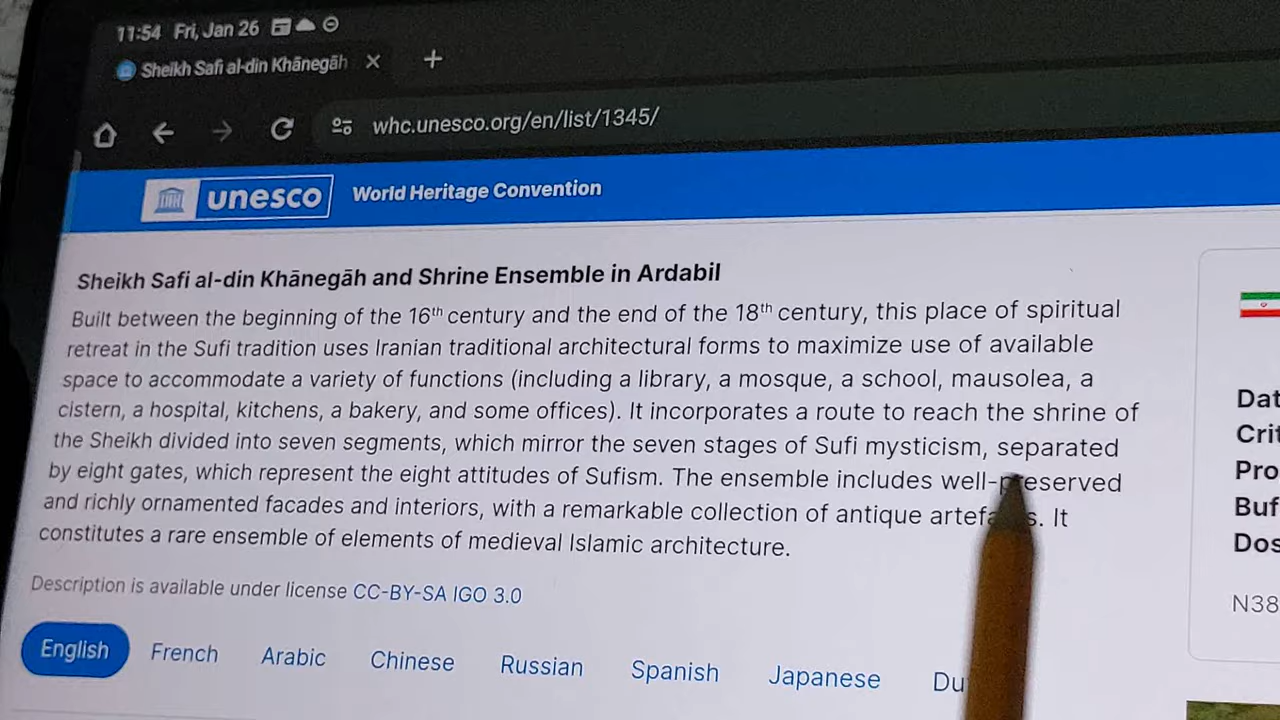 11:54 Fri, Jan 26
Sheikh Safi al-din Khānegāh
whc.unesco.org/en/list/1345/
unesco World Heritage Convention
Sheikh Safi al-din Khānegāh and Shrine Ensemble in Ardabil
Built between the beginning of the 16th century and the end of the 18th century, this place of spiritual
retreat in the Sufi tradition uses Iranian traditional architectural forms to maximize use of available
space to accommodate a variety of functions (including a library, a mosque, a school, mausolea, a
cistern, a hospital, kitchens, a bakery, and some offices). It incorporates a route to reach the shrine of
the Sheikh divided into seven segments, which mirror the seven stages of Sufi mysticism, separated
by eight gates, which represent the eight attitudes of Sufism. The ensemble includes well-preserved
and richly ornamented facades and interiors, with a remarkable collection of antique It
constitutes a rare ensemble of elements of medieval Islamic architecture.
Description is available under license CC-BY-SA IGO 3.0
English French Arabic Chinese Russian Spanish Japanese
N38